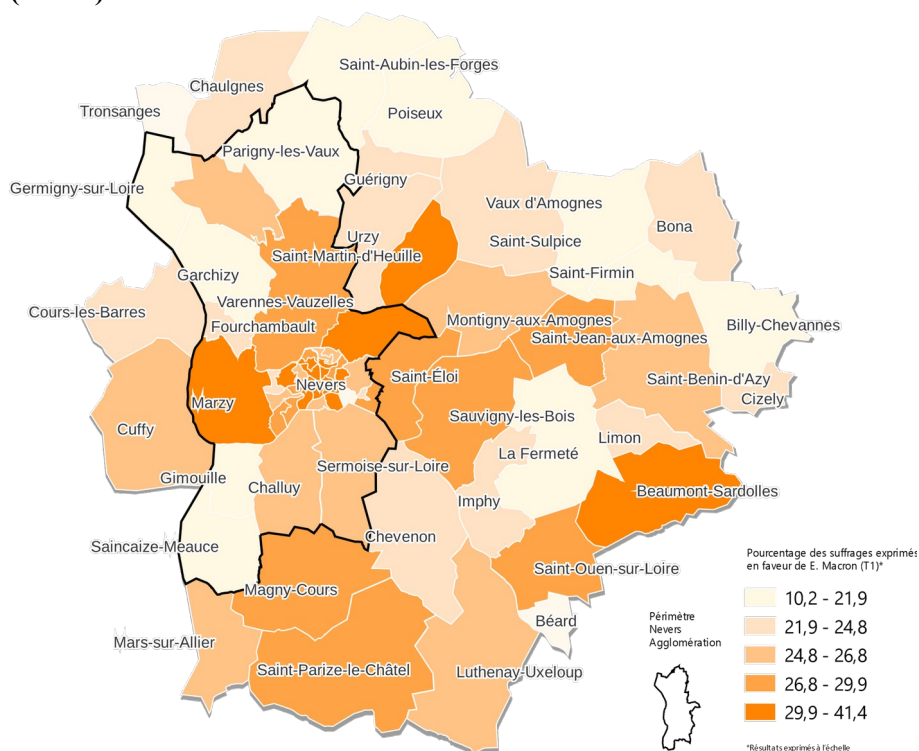 Saint-Aubin-les-Forges
Chaulgnes
Tronsanges
Poiseux
Parigny-les-Vaux
Guérigny
Germigny-sur-Loire
Vaux d'Amognes
Bona
Urzy
Saint-Sulpice
Saint-Martin-d'Heuille
Garchizy
Saint-Firmin
Varennes-Vauzelles
Cours-les-Barres
Fourchambault
Montigny-aux-Amognes
Billy-Chevannes
Saint-Jean-aux-Amognes
Saint-Éloi
Nevers
Saint-Benin-d'Azy
Marzy
Cizely
Sauvigny-les-Bois
Cuffy
Limon
La Fermeté
Sermoise-sur-Loire
Gimouille
Challuy
Beaumont-Sardolles
Imphy
Chevenon
Saincaize-Meauce
Saint-Ouen-sur-Loire
Magny-Cours
Béard
Mars-sur-Allier
Saint-Parize-le-Châtel
Luthenay-Uxeloup
Périmètre
Nevers
Agglomération
Pourcentage des suffrages exprimés
en faveur de E. Macron (T1)*
10,2 - 21,9
21,9 - 24,8
24,8 - 26,8
26,8 - 29,9
29,9 - 41,4
*Résultats exprimés à l'échelle